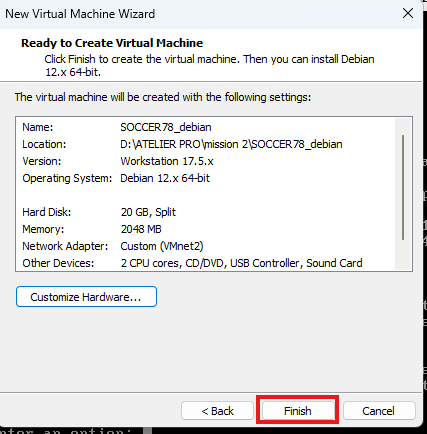 New Virtual Machine Wizard
Ready to Create Virtual Machine
Click Finish to create the virtual machine. Then you can install Debian
12.x 64-bit.
The virtual machine will be created with the following settings:
Name: SOCCER78_debian
Location: D:\ATELIER PRO\mission 2\SOCCER78_debian
Version: Workstation 17.5.x
Operating System: Debian 12.x 64-bit
Hard Disk: 20 GB, Split
Memory: 2048 MB
Network Adapter: Custom (VMnet2)
Other Devices: 2 CPU cores, CD/DVD, USB Controller, Sound Card
Customize Hardware...
< Back Finish Cancel
an option: